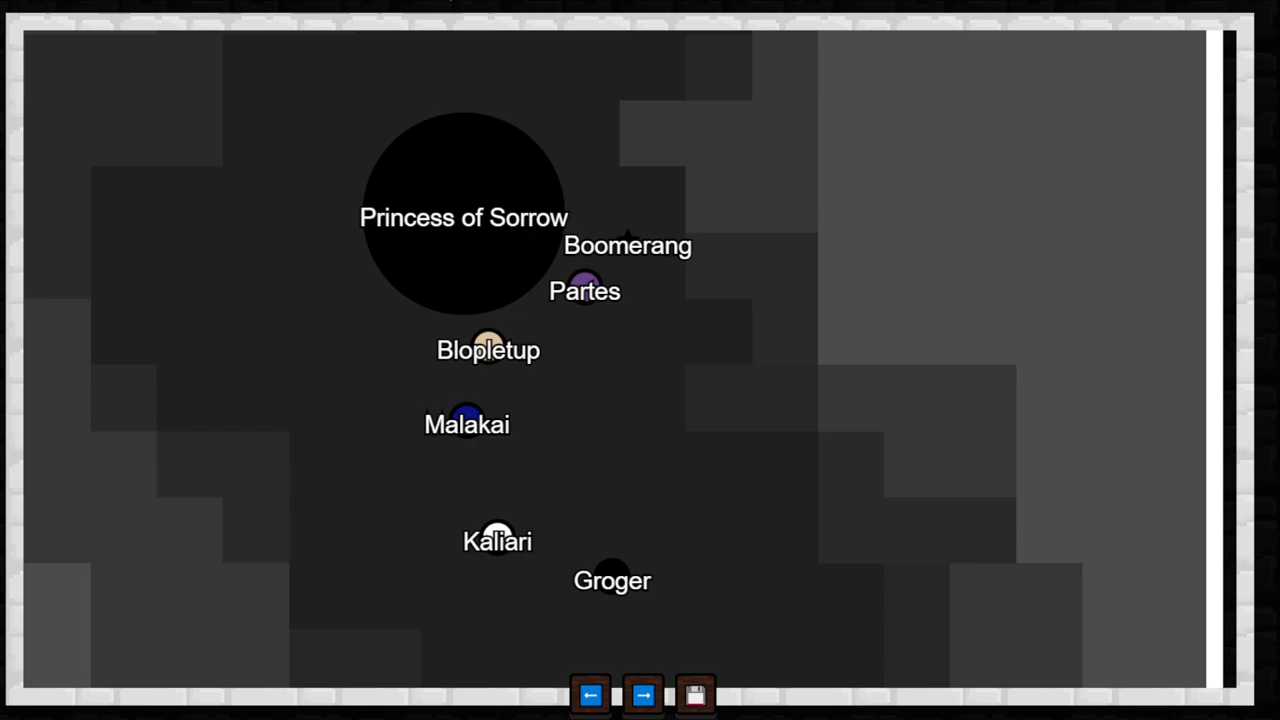 Princess of Sorrow
Boomerang
Partes
Blopletup
Malakai
Kaliari
Groger